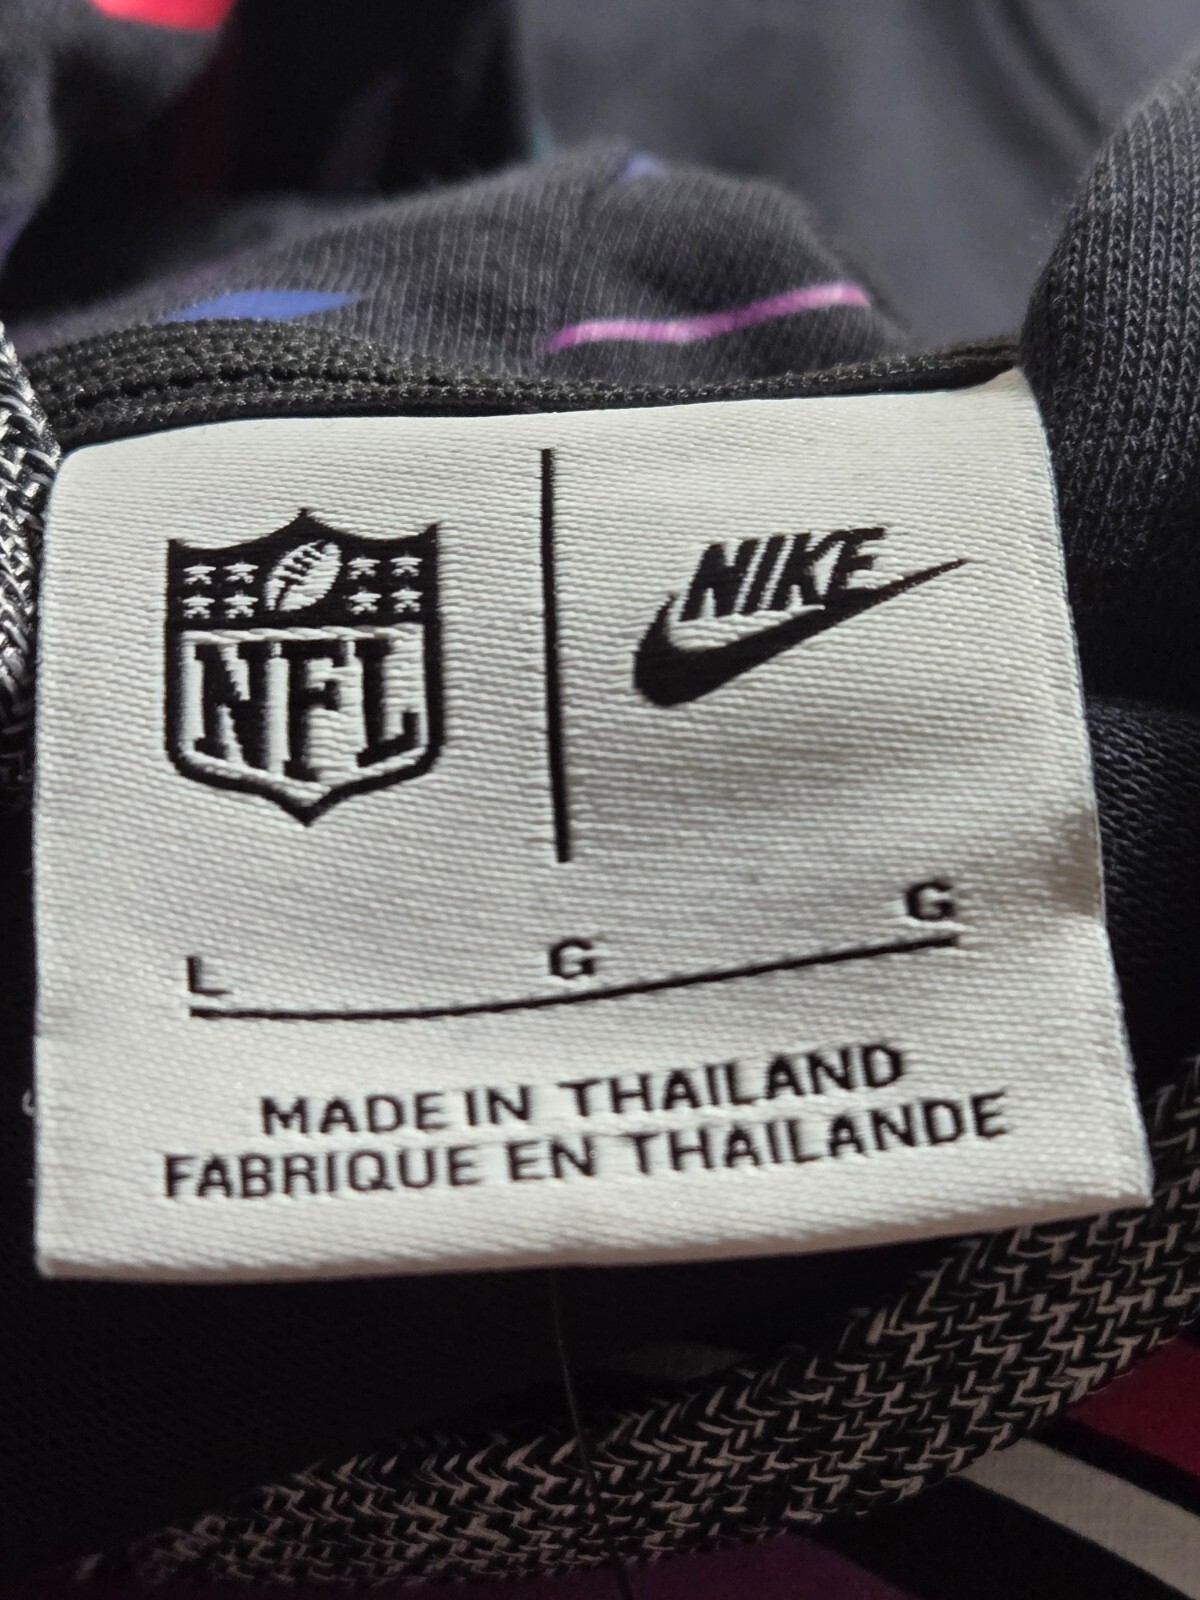 NFL
NIKE
L G G
MADE IN THAILAND
FABRIQUE EN THAILANDE